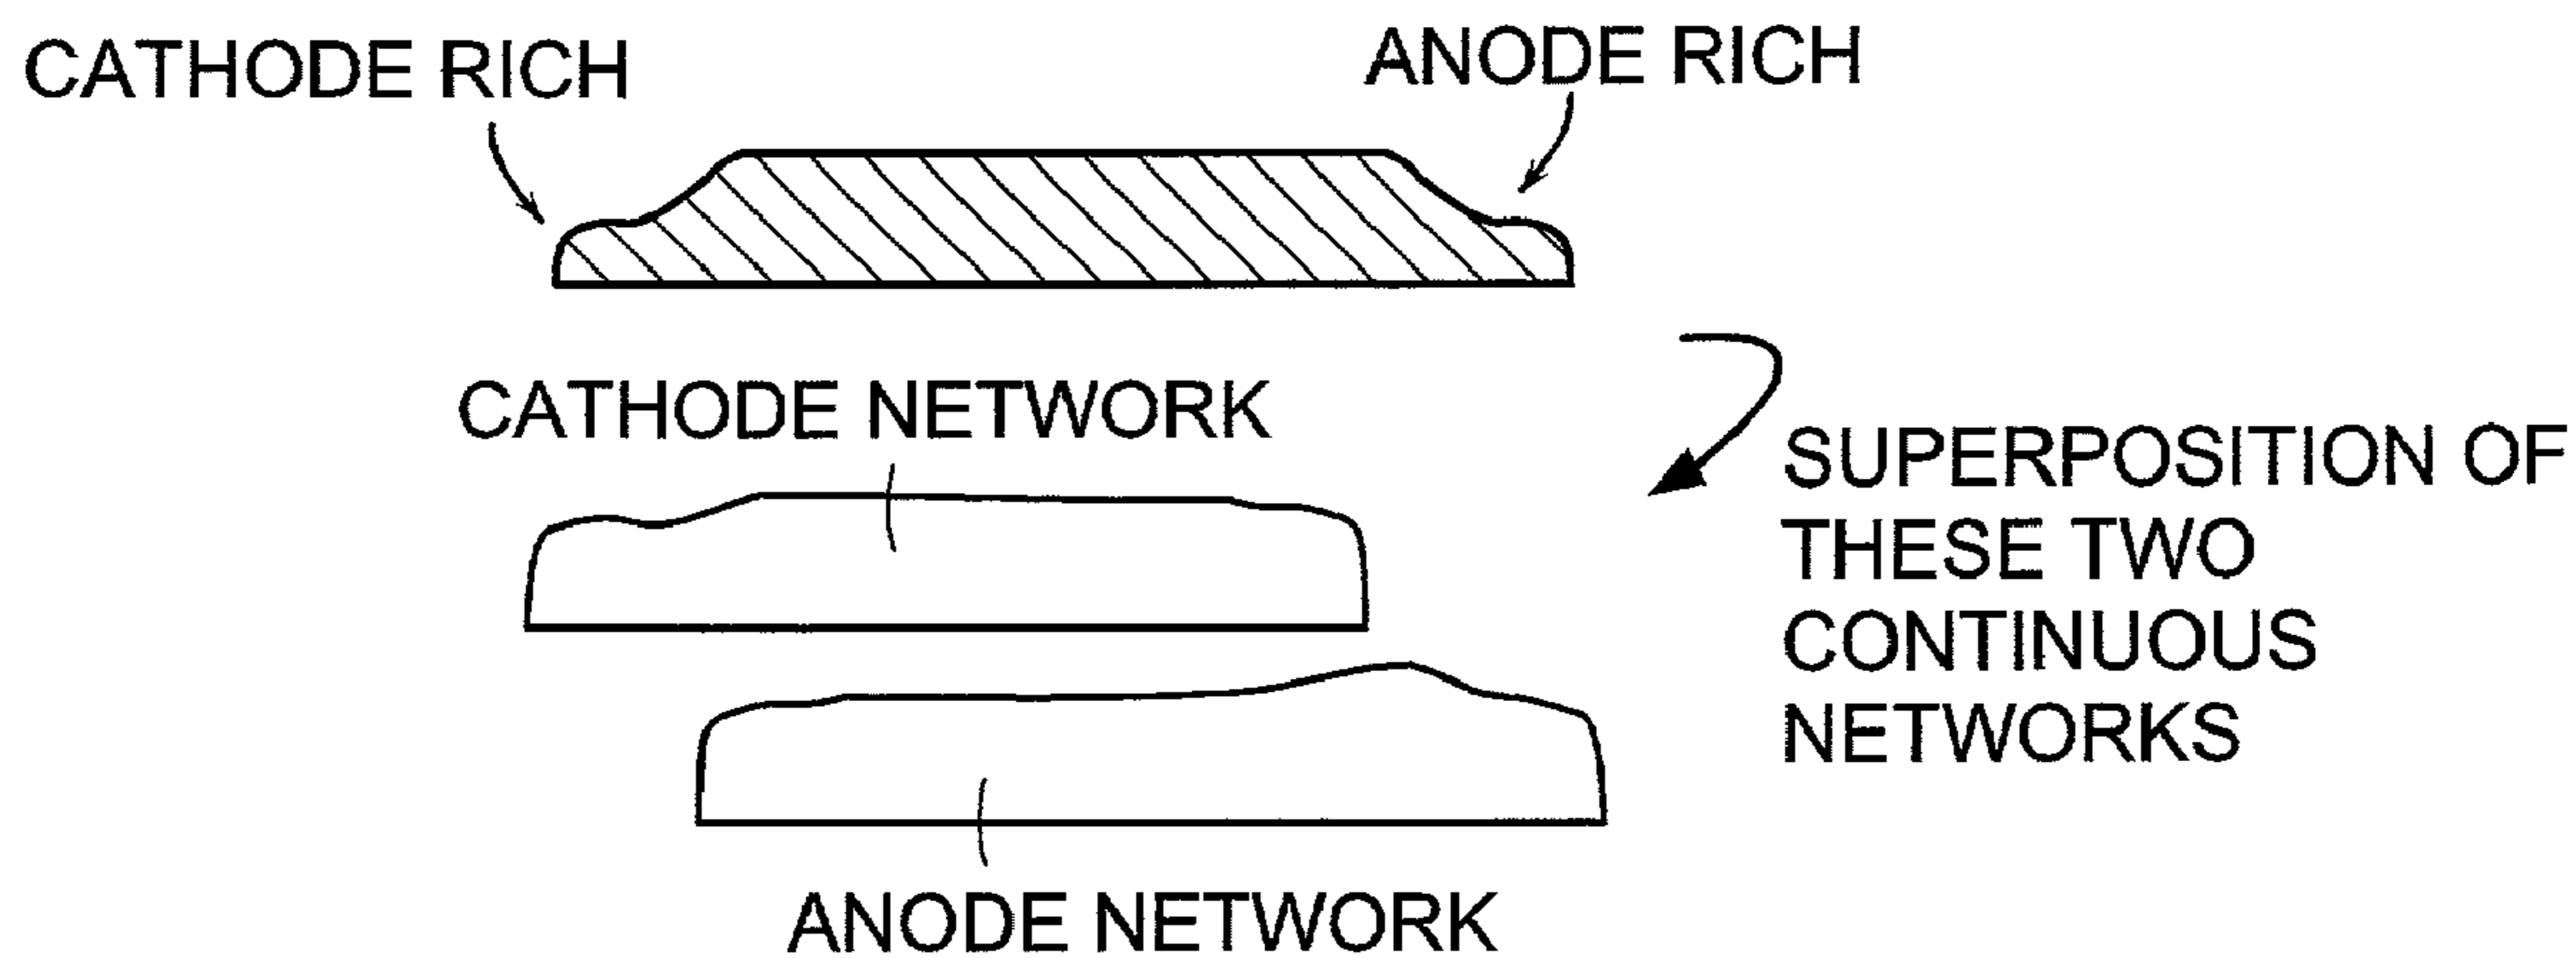 CATHODE RICH
ANODE RICH
CATHODE NETWORK
SUPERPOSITION OF
THESE TWO
CONTINUOUS
NETWORKS
ANODE NETWORK